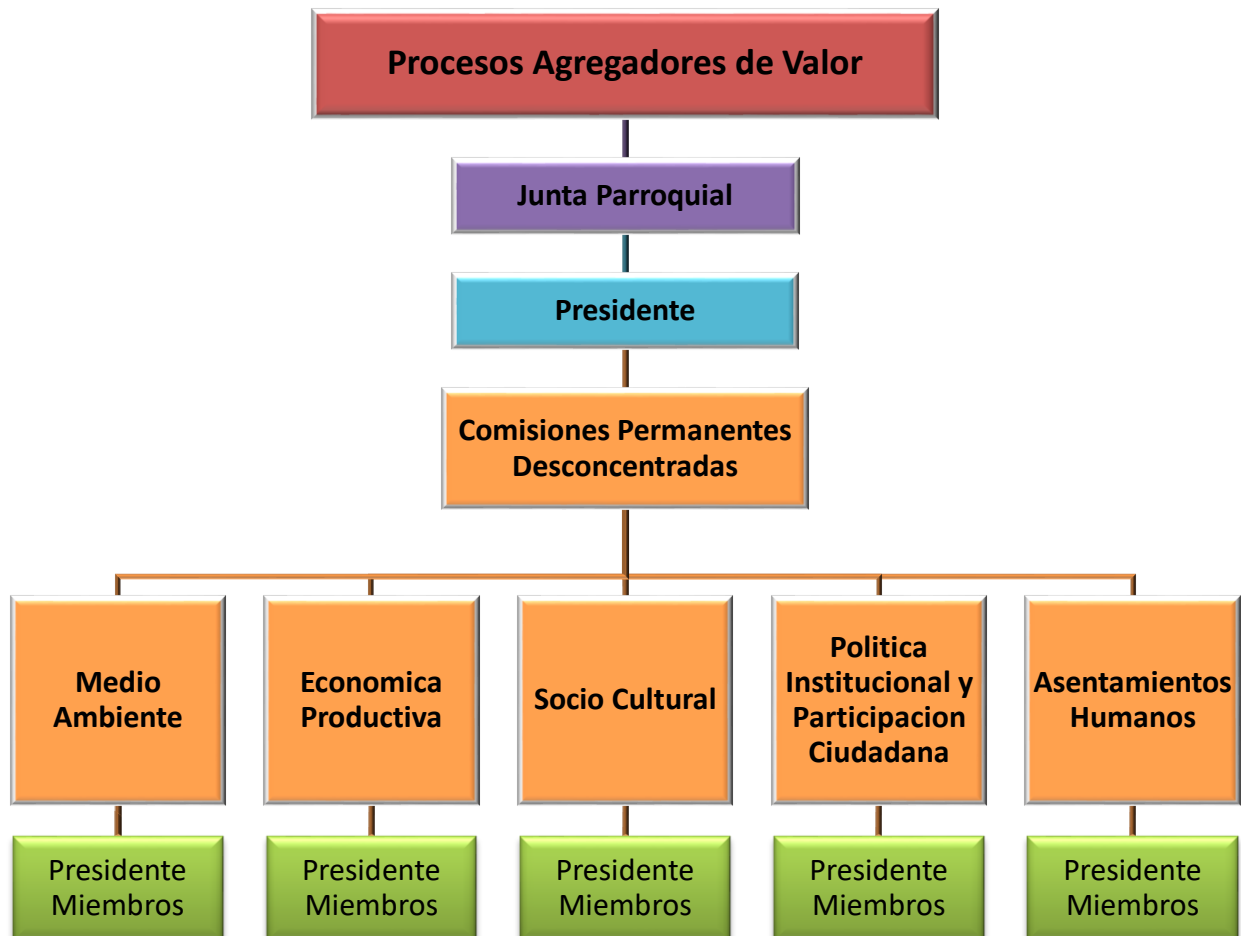 Procesos Agregadores de Valor
Junta Parroquial
Presidente
Comisiones Permanentes
Desconcentradas
Medio
Ambiente
Economica
Productiva
Socio Cultural
Politica
Institucional y
Participacion
Ciudadana
Asentamientos
Humanos
Presidente
Miembros
Presidente
Miembros
Presidente
Miembros
Presidente
Miembros
Presidente
Miembros